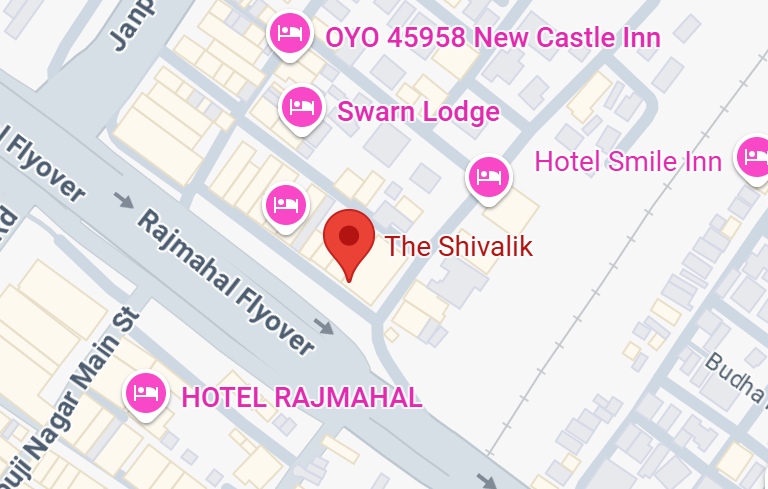 Janp
OYO 45958 New Castle Inn
Swarn Lodge
l Flyover
Hotel Smile Inn
Rd
Rajmahal Flyover
The Shivalik
uji Nagar Main St
HOTEL RAJMAHAL
Budha